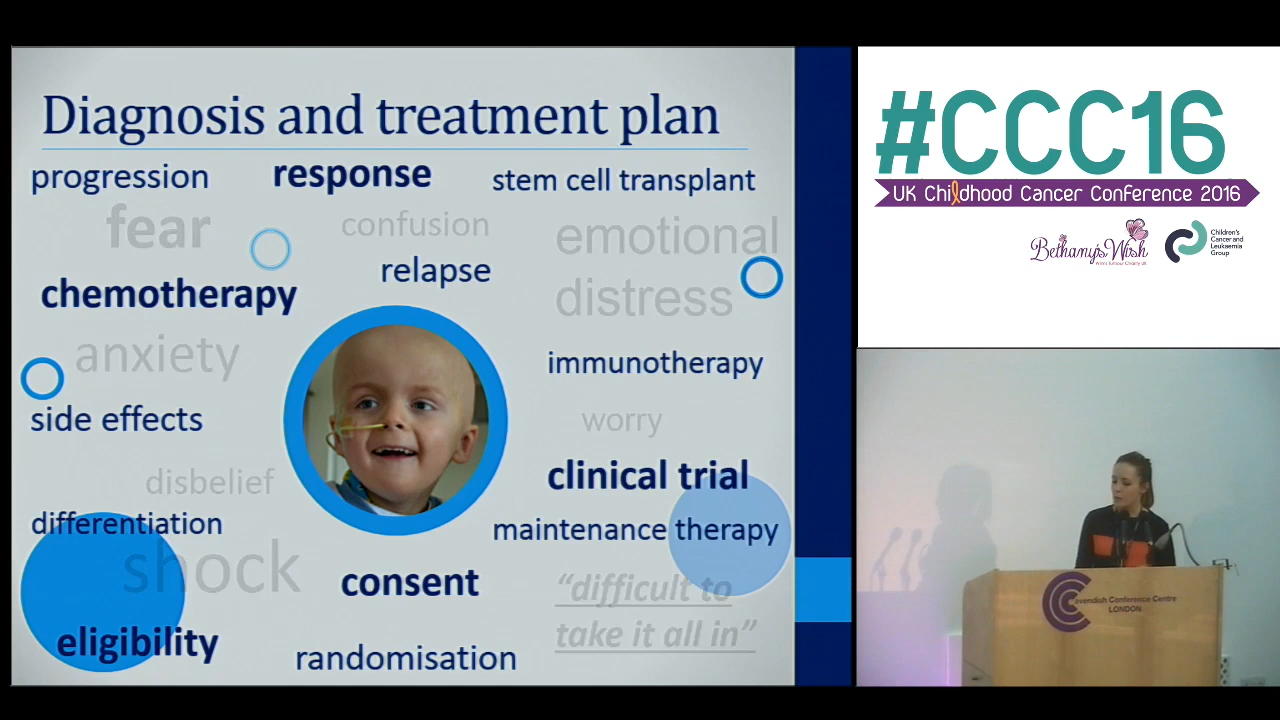 Diagnosis and treatment plan
progression response stem cell transplant
fear confusion emotional
relapse
chemotherapy distress
anxiety
immunotherapy
side effects worry
disbelief clinical trial
differentiation maintenance therapy
shock
consent “difficult to
eligibility take it all in”
randomisation
#CCC16
UK Childhood Cancer Conference 2016
Bethany's Wish
Children's
Cancer and
Leukaemia
Group
Cavendish Conference Centre
LONDON